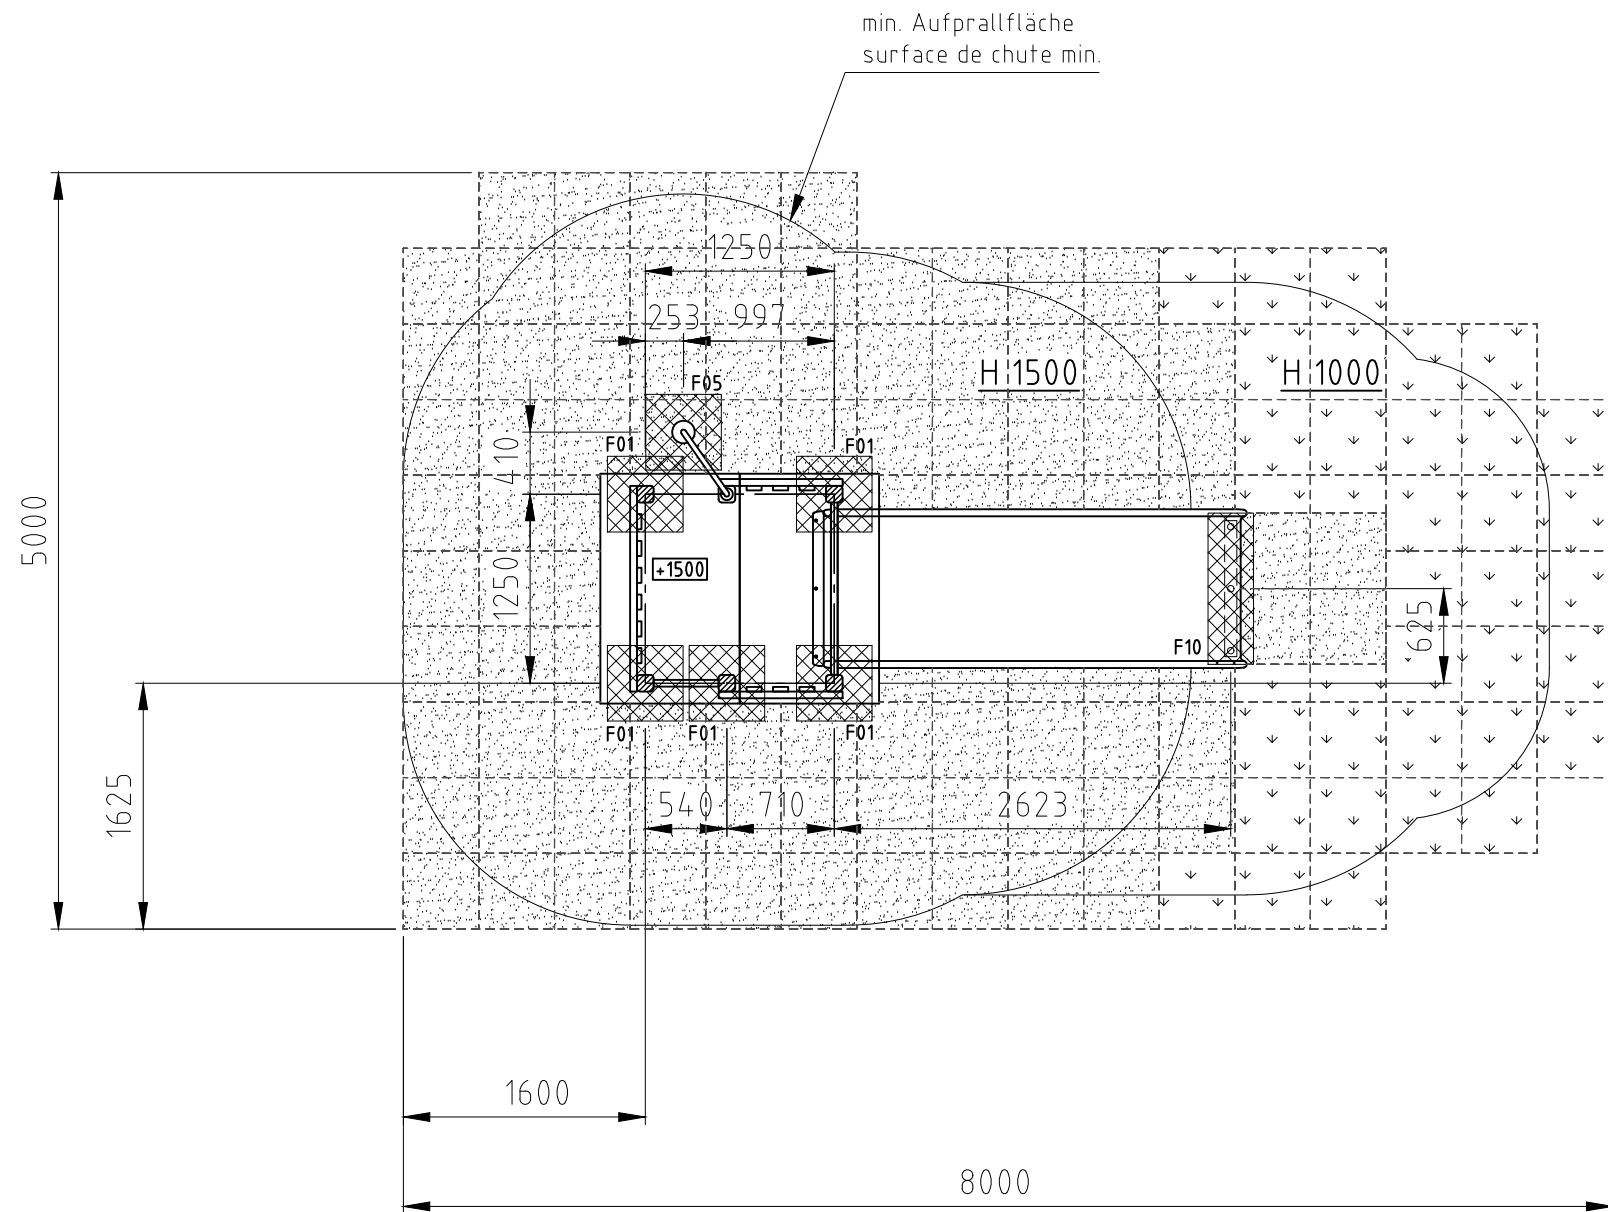 min. Aufprallfläche
surface de chute min.
1250
253 997
H 1500
H 1000
F05
F01
F01
410
5000
+1500
1250
625
F10
F01
F01
F01
1625
540 710 2623
1600
8000